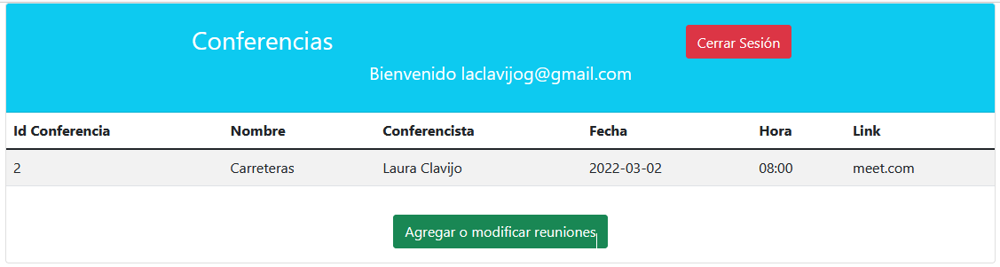 Conferencias
Cerrar Sesión
Bienvenido laclavijog@gmail.com
Id Conferencia Nombre Conferencista Fecha Hora Link
2 Carreteras Laura Clavijo 2022-03-02 08:00 meet.com
Agregar o modificar reuniones